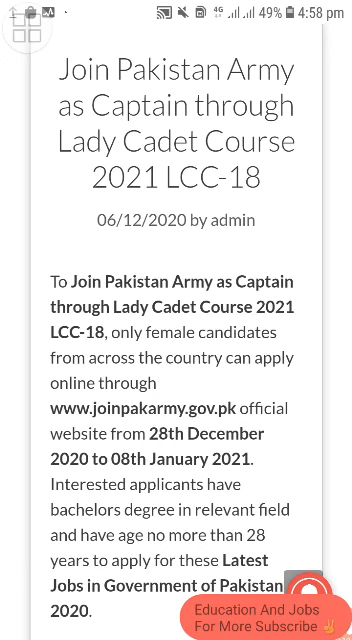 4G 49% 4:58 pm
Join Pakistan Army
as Captain through
Lady Cadet Course
2021 LCC-18
06/12/2020 by admin
To Join Pakistan Army as Captain
through Lady Cadet Course 2021
LCC-18, only female candidates
from across the country can apply
online through
www.joinpakarmy.gov.pk official
website from 28th December
2020 to 08th January 2021.
Interested applicants have
bachelors degree in relevant field
and have age no more than 28
years to apply for these Latest
Jobs in Government of Pakistan
2020.
Education And Jobs
For More Subscribe ✌